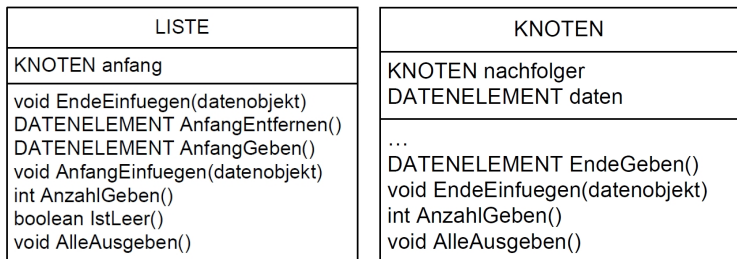 LISTE
KNOTEN anfang
void EndeEinfuegen(datenobjekt)
DATENELEMENT AnfangEntfernen()
DATENELEMENT AnfangGeben()
void AnfangEinfuegen(datenobjekt)
int AnzahlGeben()
boolean IstLeer()
void AlleAusgeben()
KNOTEN
KNOTEN nachfolger
DATENELEMENT daten
...
DATENELEMENT EndeGeben()
void EndeEinfuegen(datenobjekt)
int AnzahlGeben()
void AlleAusgeben()